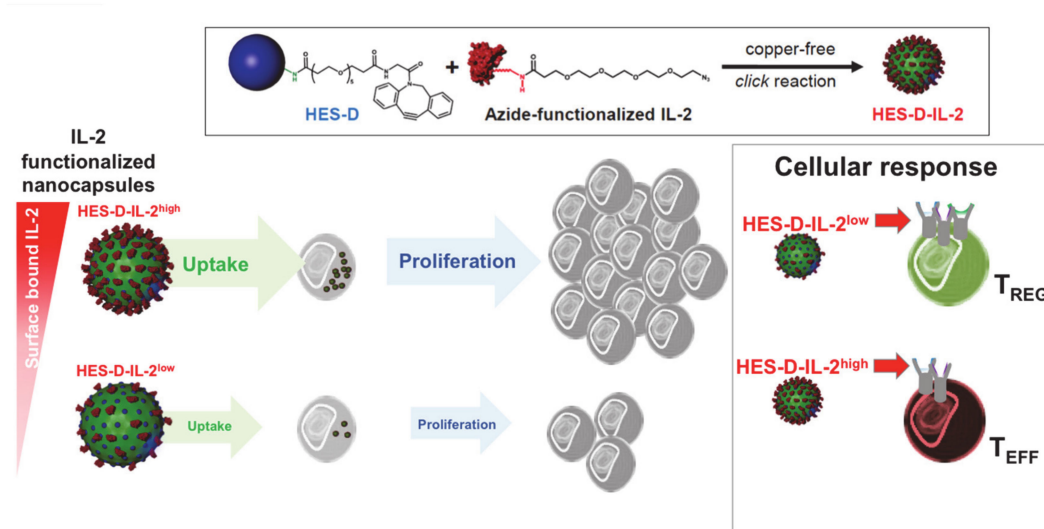 copper-free
click reaction
HES-D
Azide-functionalized IL-2
HES-D-IL-2
H
N
O
O
5
O
N
H
O
N
+
N
H
O
O
O
O
O
N₃
IL-2
functionalized
nanocapsules
Surface bound IL-2
HES-D-IL-2high
Uptake
Proliferation
HES-D-IL-2low
Uptake
Proliferation
Cellular response
HES-D-IL-2low
TREG
HES-D-IL-2high
TEFF